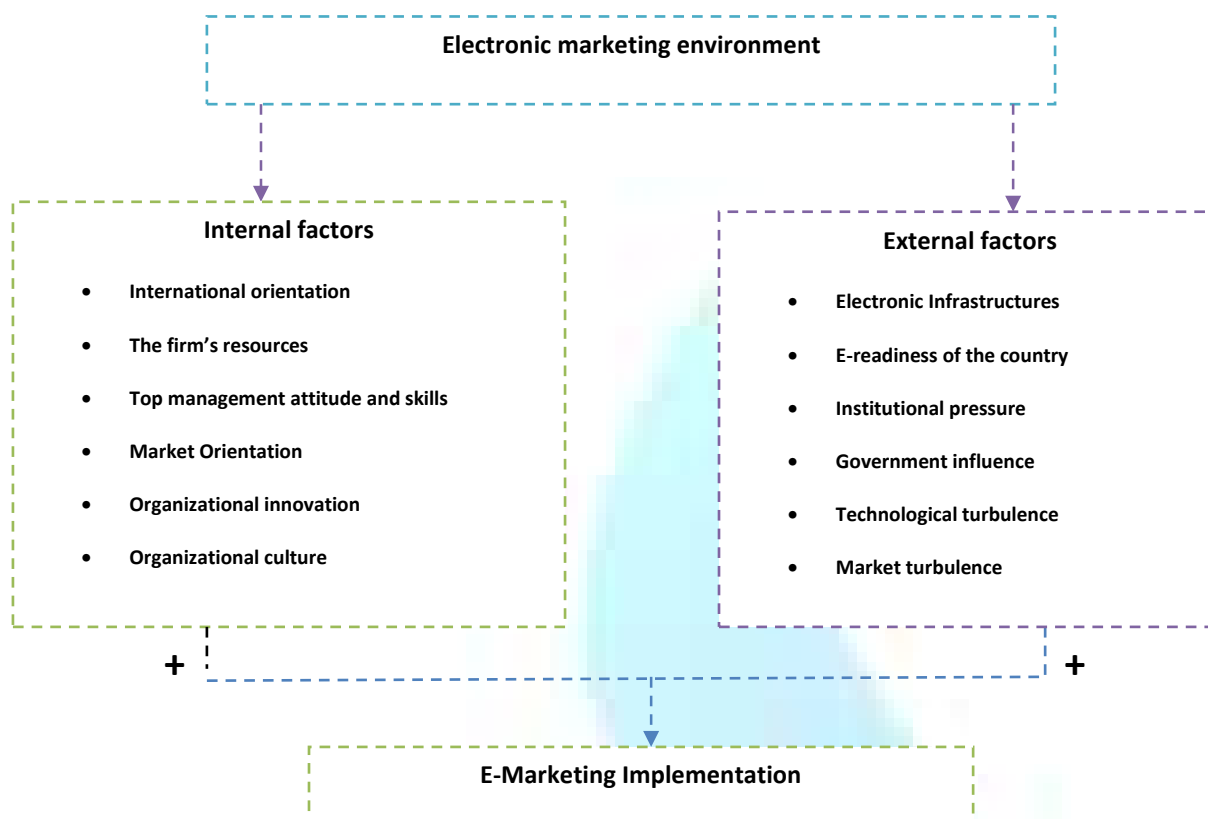 Electronic marketing environment
Internal factors
• International orientation
• The firm’s resources
• Top management attitude and skills
• Market Orientation
• Organizational innovation
• Organizational culture
External factors
• Electronic Infrastructures
• E-readiness of the country
• Institutional pressure
• Government influence
• Technological turbulence
• Market turbulence
+
+
E-Marketing Implementation